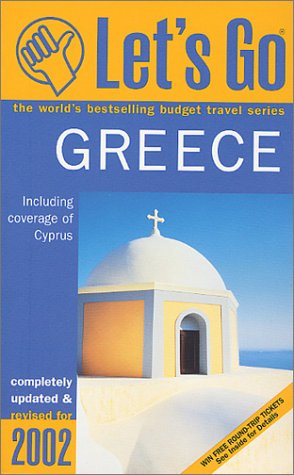 Let's Go®
the world's bestselling budget travel series
GREECE
Including
coverage of
Cyprus
completely
updated &
revised for
2002
WIN FREE ROUND-TRIP TICKETS
See Inside for Details